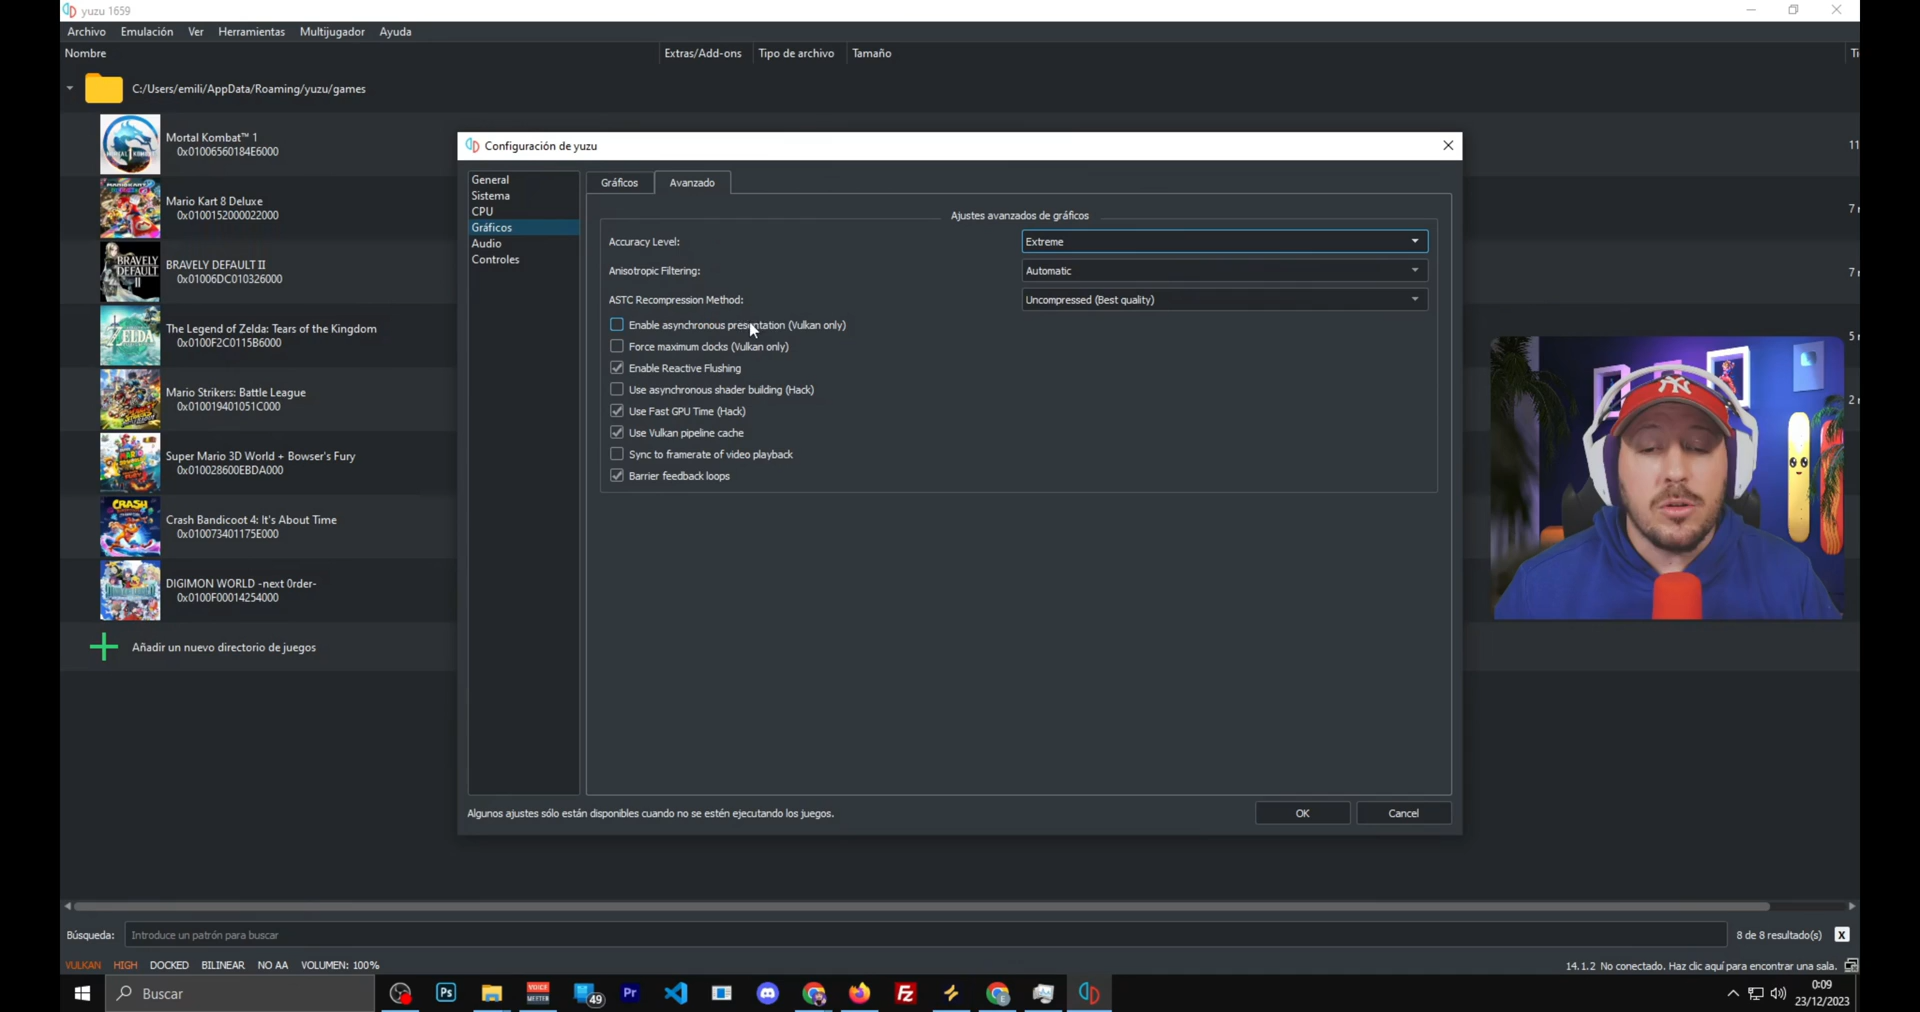 yuzu 1659
Archivo Emulación Ver Herramientas Multijugador Ayuda
Nombre Extras/Add-ons Tipo de archivo Tamaño
C:/Users/emili/AppData/Roaming/yuzu/games
Mortal Kombat™ 1
0x01006560184E6000
Mario Kart 8 Deluxe
0x0100152000022000
BRAVELY DEFAULT II
0x01006DC010326000
The Legend of Zelda: Tears of the Kingdom
0x0100F2C0115B6000
Mario Strikers: Battle League
0x010019401051C000
Super Mario 3D World + Bowser's Fury
0x010028600EBDA000
Crash Bandicoot 4: It's About Time
0x010073401175E000
DIGIMON WORLD -next 0rder-
0x0100F00014254000
Añadir un nuevo directorio de juegos
Configuración de yuzu
General
Sistema
CPU
Gráficos
Audio
Controles
Gráficos Avanzado
Ajustes avanzados de gráficos
Accuracy Level: Extreme
Anisotropic Filtering: Automatic
ASTC Recompression Method: Uncompressed (Best quality)
Enable asynchronous presentation (Vulkan only)
Force maximum clocks (Vulkan only)
Enable Reactive Flushing
Use asynchronous shader building (Hack)
Use Fast GPU Time (Hack)
Use Vulkan pipeline cache
Sync to framerate of video playback
Barrier feedback loops
Algunos ajustes sólo están disponibles cuando no se estén ejecutando los juegos.
OK Cancel
Búsqueda: Introduce un patrón para buscar 8 de 8 resultado(s) X
VULKAN HIGH DOCKED BILINEAR NO AA VOLUMEN: 100% 14.1.2 No conectado. Haz clic aquí para encontrar una sala.
Buscar
Ps
VOICE MEETER
49
Pr
Fz
E
0:09
23/12/2023